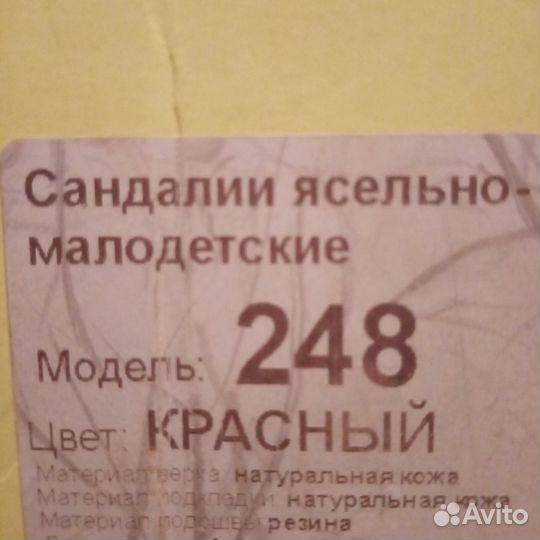 Сандалии ясельно-
малодетские
Модель: 248
Цвет: КРАСНЫЙ
Материал верха натуральная кожа
Материал подкладки натуральная кожа
Материал подошвы резина
Avito